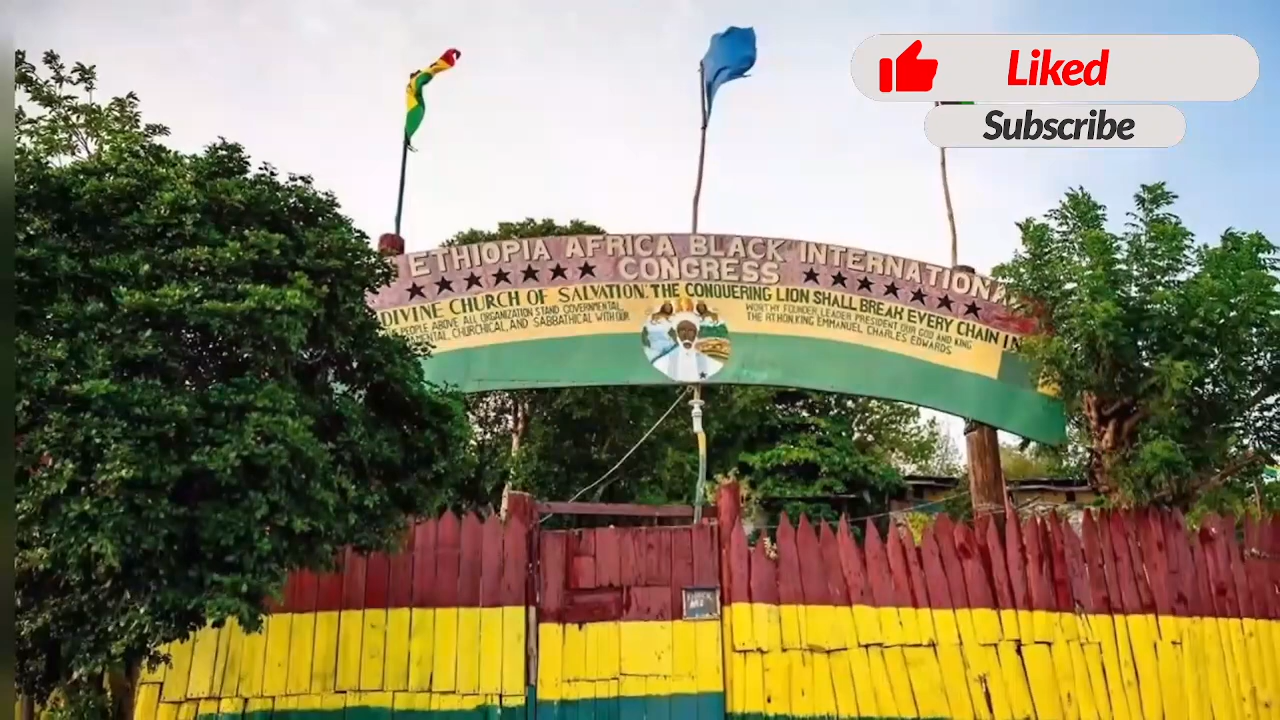 Liked
Subscribe
ETHIOPIA AFRICA BLACK INTERNATIONAL
CONGRESS
DIVINE CHURCH OF SALVATION, THE CONQUERING LION SHALL BREAK EVERY CHAIN IN
PEOPLE ABOVE ALL ORGANIZATION STAND GOVERNMENTAL,
CHURCHICAL, AND SABBATHICAL WITH OUR
WORTHY FOUNDER, LEADER PRESIDENT OUR GOD AND KING
THE RT HON. KING EMMANUEL CHARLES EDWARDS